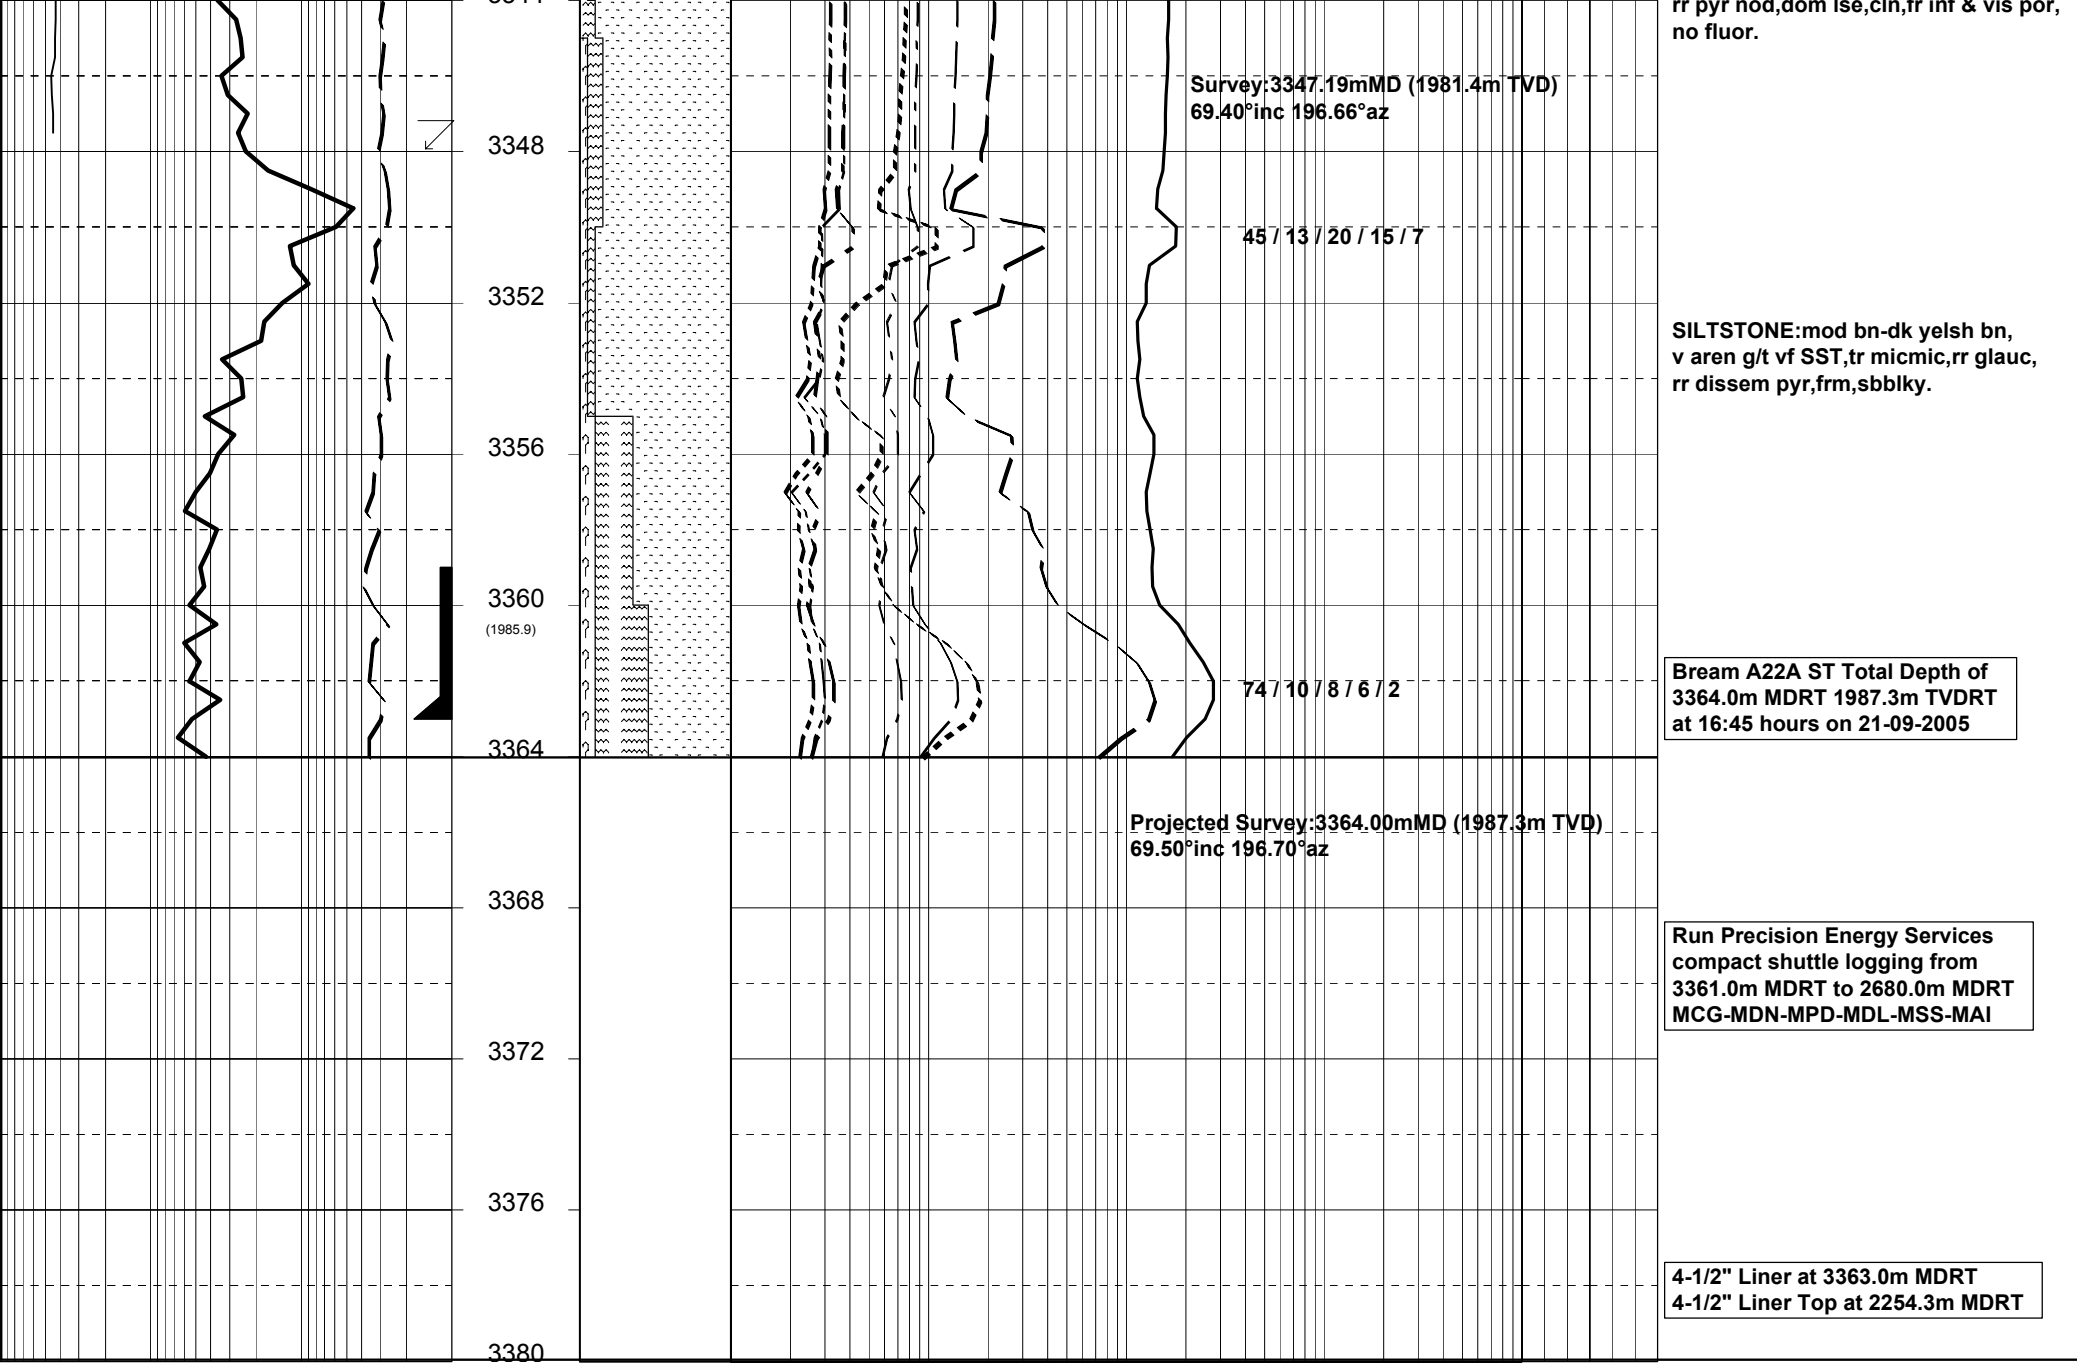 rr pyr nod,dom lse,cln,fr inf & vis por,
no fluor.
Survey:3347.19mMD (1981.4m TVD)
69.40°inc 196.66°az
3348
45 / 13 / 20 / 15 / 7
3352
SILTSTONE:mod bn-dk yelsh bn,
v aren g/t vf SST,tr micmic,rr glauc,
rr dissem pyr,frm,sbblky.
3356
3360
(1985.9)
74 / 10 / 8 / 6 / 2
Bream A22A ST Total Depth of
3364.0m MDRT 1987.3m TVDRT
at 16:45 hours on 21-09-2005
3364
Projected Survey:3364.00mMD (1987.3m TVD)
69.50°inc 196.70°az
3368
Run Precision Energy Services
compact shuttle logging from
3361.0m MDRT to 2680.0m MDRT
MCG-MDN-MPD-MDL-MSS-MAI
3372
3376
4-1/2" Liner at 3363.0m MDRT
4-1/2" Liner Top at 2254.3m MDRT
3380